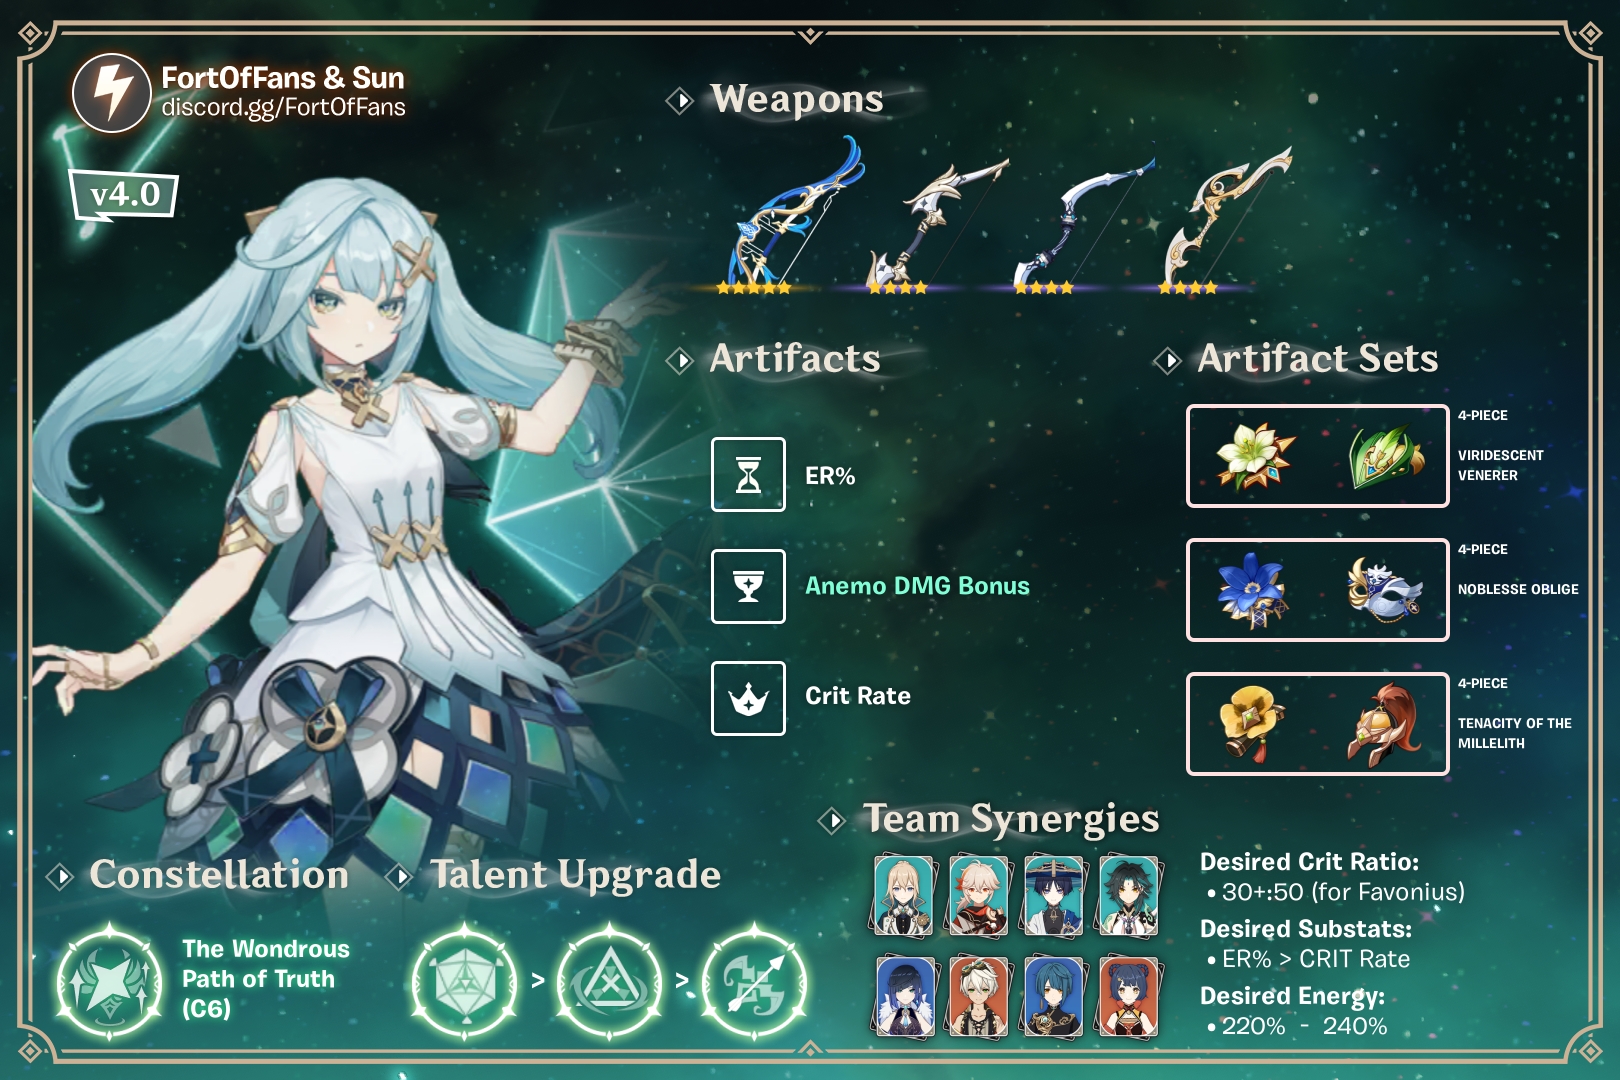 FortOfFans & Sun
discord.gg/FortOfFans
v4.0
Weapons
Artifacts
ER%
Anemo DMG Bonus
Crit Rate
Artifact Sets
4-PIECE
VIRIDESCENT
VENERER
4-PIECE
NOBLESSE OBLIGE
4-PIECE
TENACITY OF THE
MILLELITH
Constellation
The Wondrous
Path of Truth
(C6)
Talent Upgrade
> >
Team Synergies
Desired Crit Ratio:
• 30+:50 (for Favonius)
Desired Substats:
• ER% > CRIT Rate
Desired Energy:
• 220% - 240%